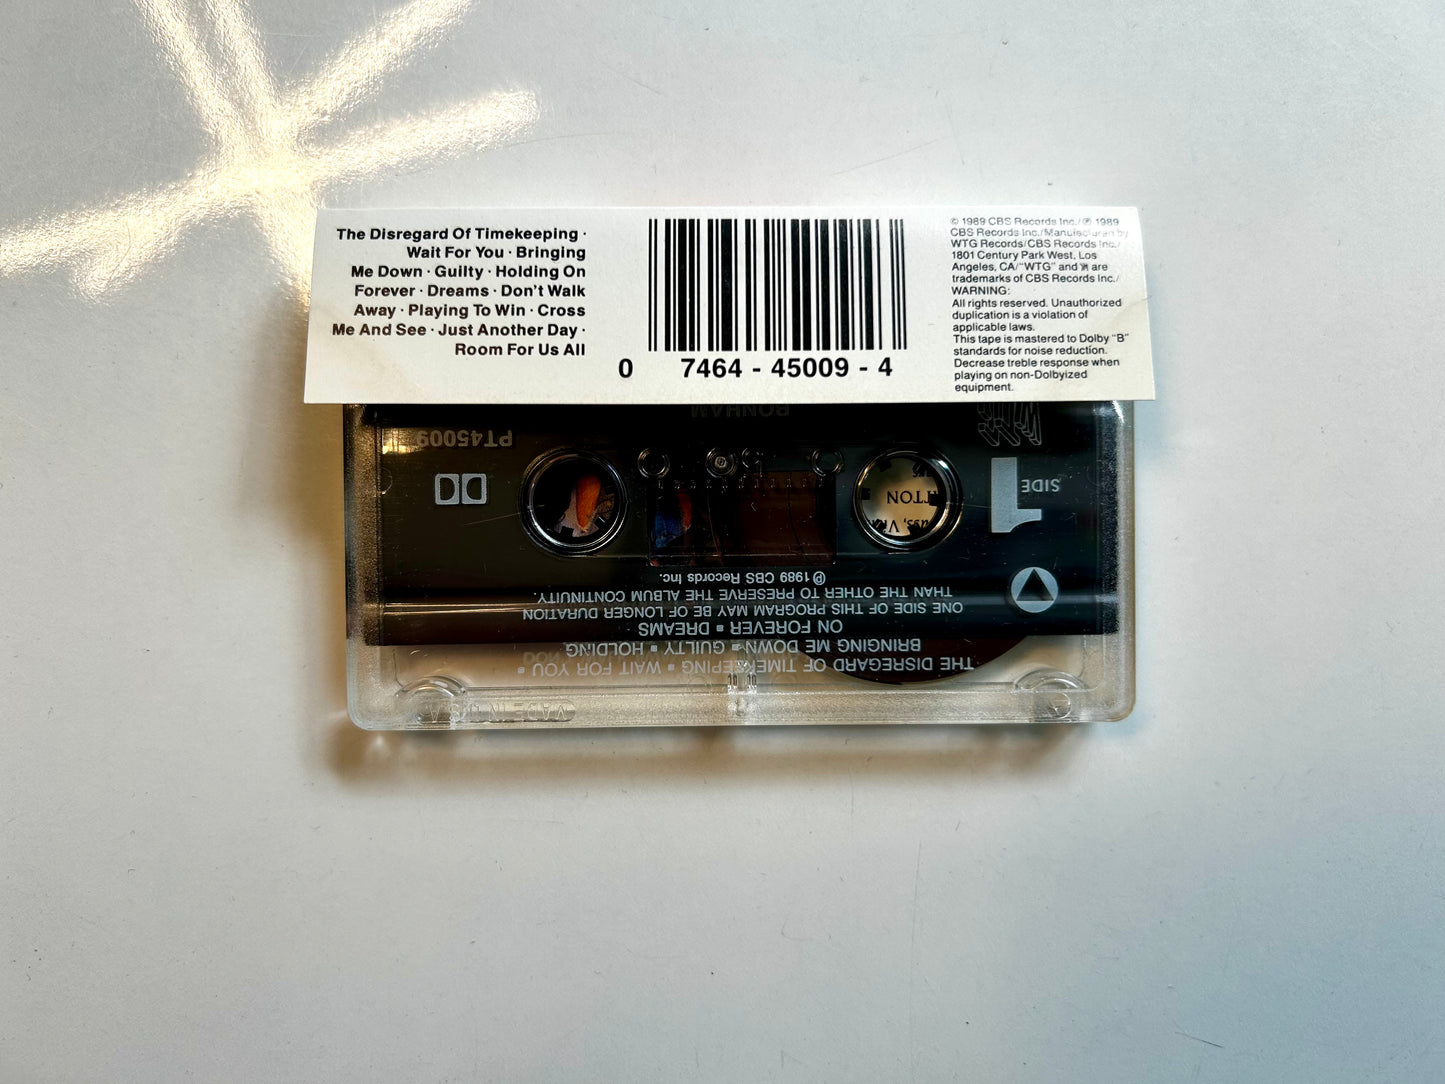 The Disregard Of Timekeeping ·
Wait For You · Bringing
Me Down · Guilty · Holding On
Forever · Dreams · Don't Walk
Away · Playing To Win · Cross
Me And See · Just Another Day ·
Room For Us All
0 7464 - 45009 - 4
© 1989 CBS Records Inc./℗ 1989
CBS Records Inc./Manufactured by
WTG Records/CBS Records Inc./
1801 Century Park West, Los
Angeles, CA/"WTG" and are
trademarks of CBS Records Inc./
WARNING:
All rights reserved. Unauthorized
duplication is a violation of
applicable laws.
This tape is mastered to Dolby "B"
standards for noise reduction.
Decrease treble response when
playing on non-Dolbyized
equipment.
THE DISREGARD OF TIMEKEEPING ▪ WAIT FOR YOU ▪
BRINGING ME DOWN ▪ GUILTY ▪ HOLDING
ON FOREVER ▪ DREAMS
ONE SIDE OF THIS PROGRAM MAY BE OF LONGER DURATION
THAN THE OTHER TO PRESERVE THE ALBUM CONTINUITY.
℗ 1989 CBS Records Inc.
SIDE 1
PT45009
WTG
BONHAM
MADE IN U.S.A.